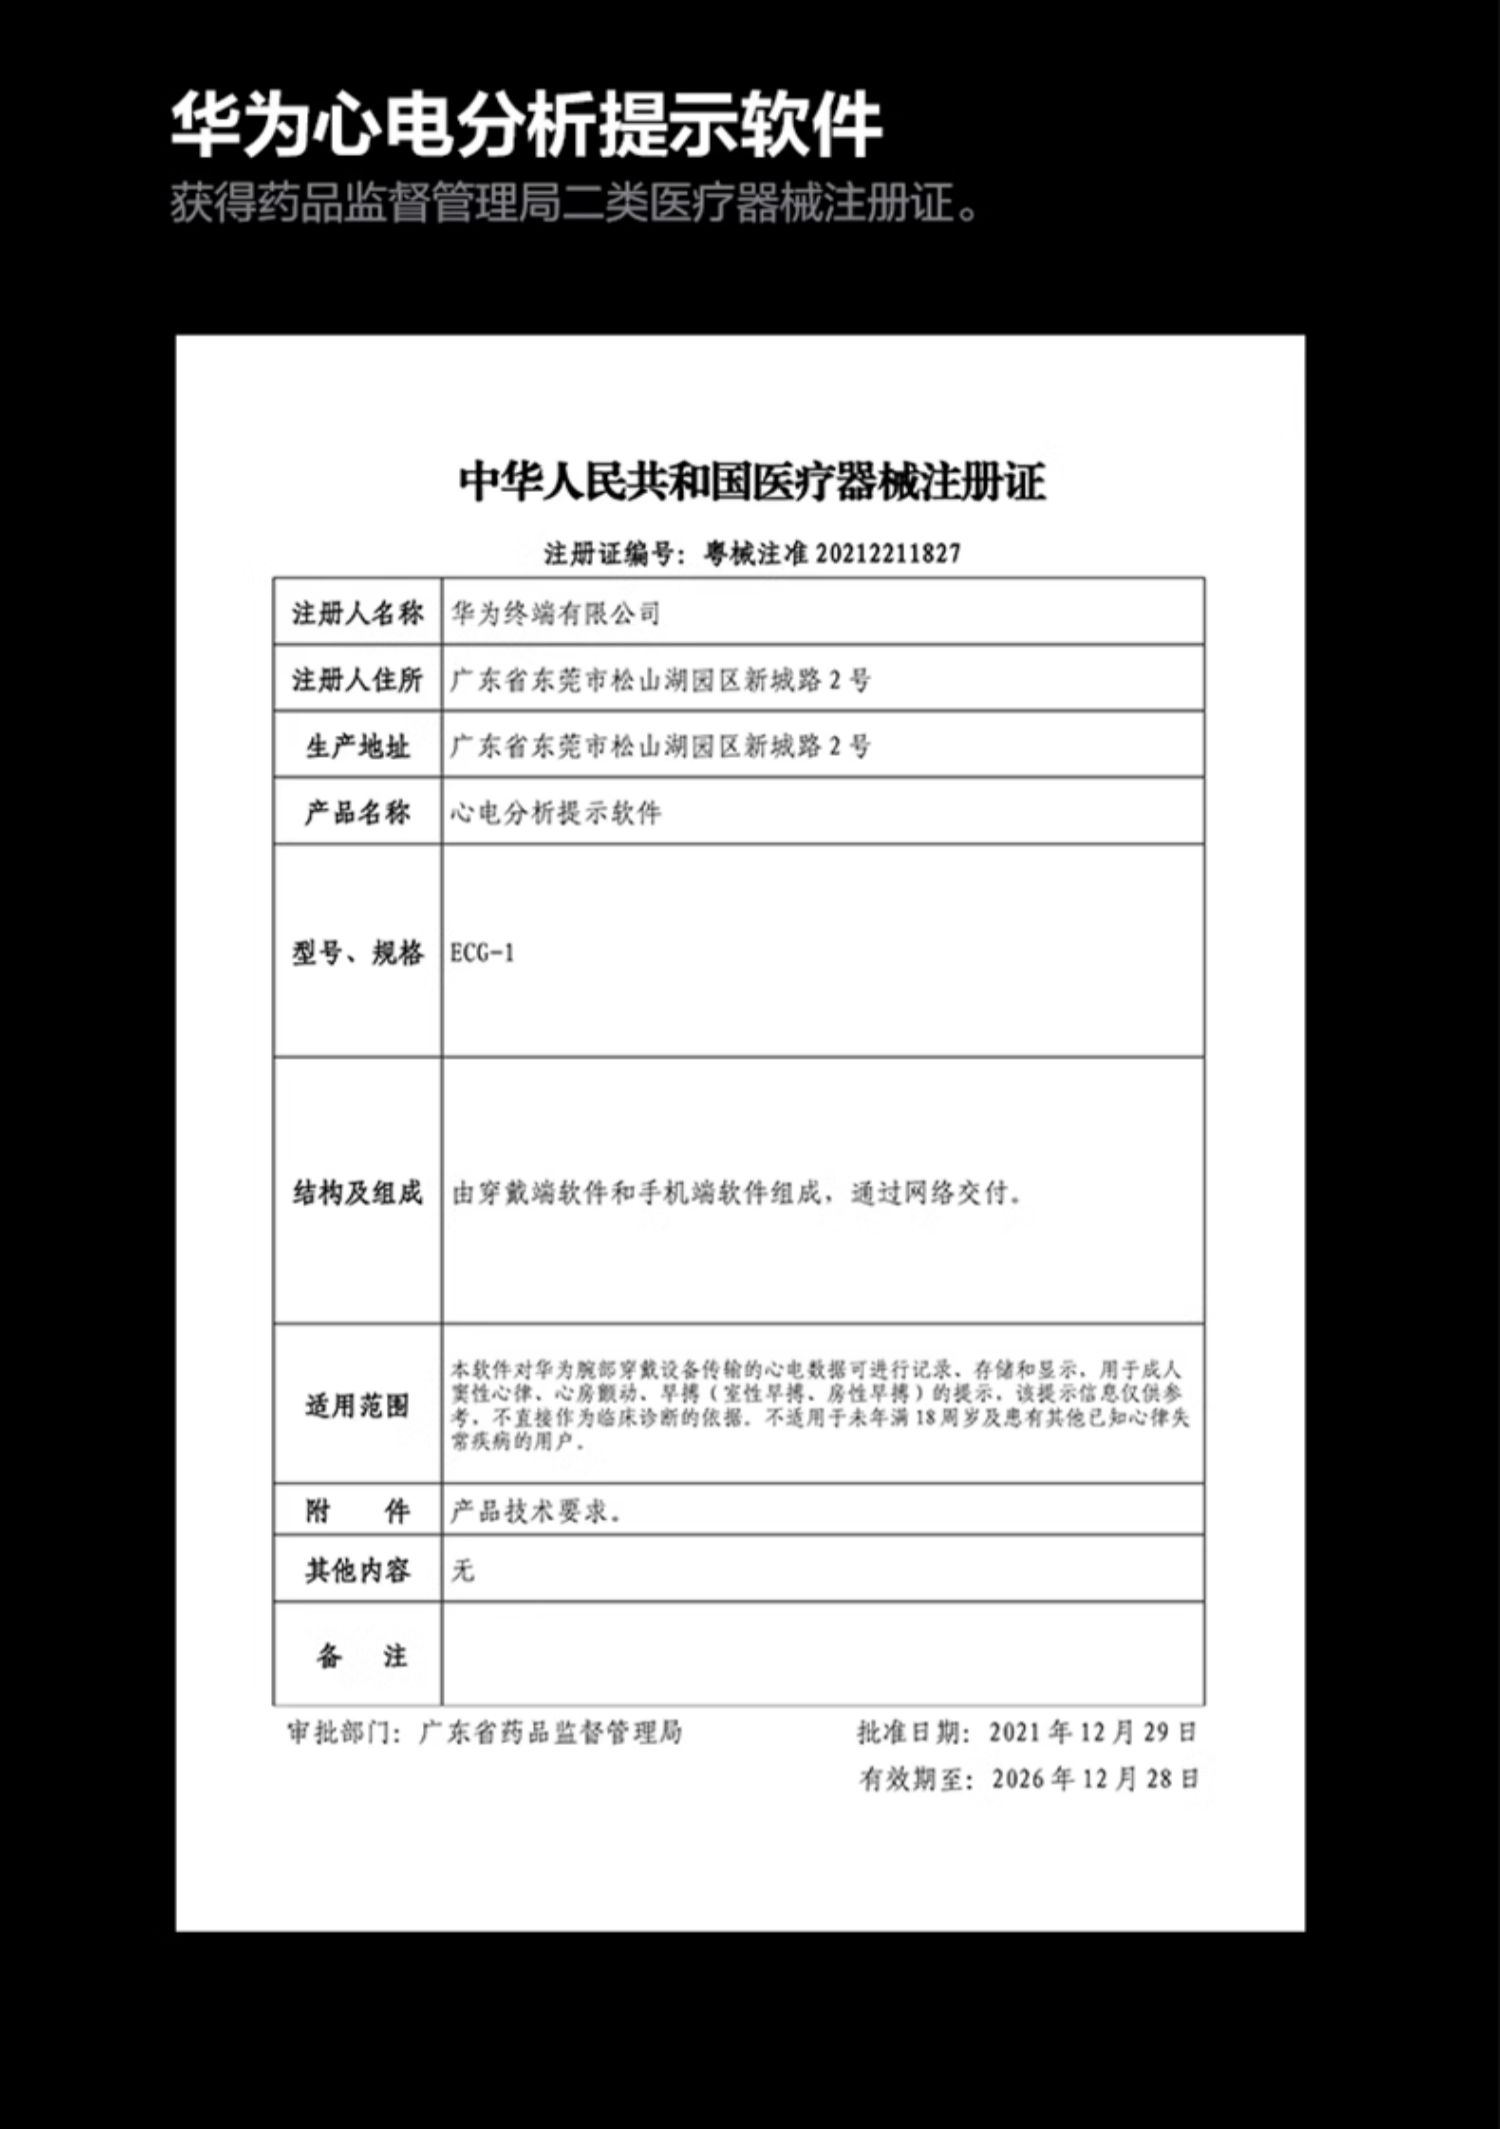 华为心电分析提示软件
获得药品监督管理局二类医疗器械注册证。
中华人民共和国医疗器械注册证
注册证编号：粤械注准 20212211827
注册人名称 华为终端有限公司
注册人住所 广东省东莞市松山湖园区新城路 2 号
生产地址 广东省东莞市松山湖园区新城路 2 号
产品名称 心电分析提示软件
型号、规格 ECG-1
结构及组成 由穿戴端软件和手机端软件组成，通过网络交付。
适用范围
本软件对华为腕部穿戴设备传输的心电数据可进行记录、存储和显示，用于成人
窦性心律、心房颤动、早搏（室性早搏、房性早搏）的提示，该提示信息仅供参
考，不直接作为临床诊断的依据。不适用于未年满 18 周岁及患有其他已知心律失
常疾病的用户。
附 件 产品技术要求。
其他内容 无
备 注
审批部门：广东省药品监督管理局 批准日期：2021 年 12 月 29 日
有效期至：2026 年 12 月 28 日